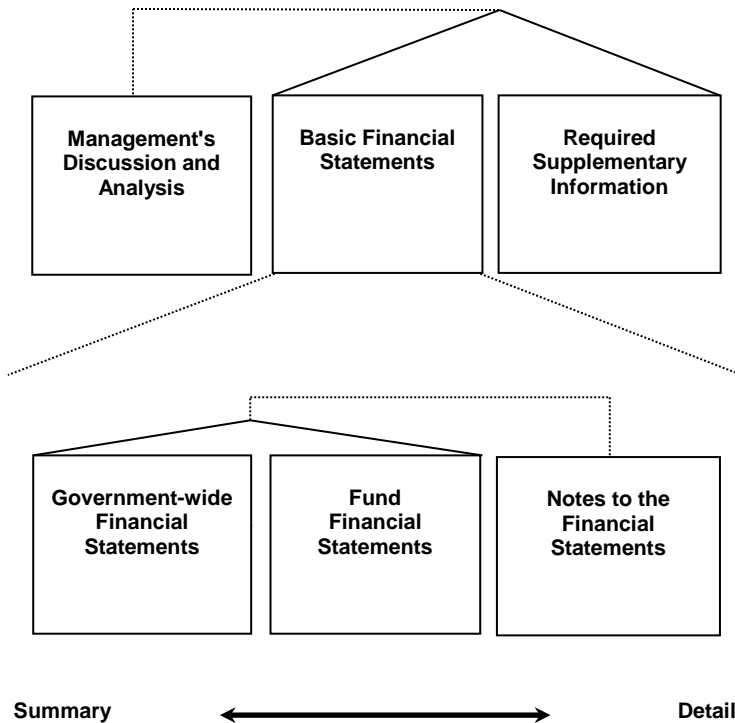 Management's
Discussion and
Analysis
Basic Financial
Statements
Required
Supplementary
Information
Government-wide
Financial
Statements
Fund
Financial
Statements
Notes to the
Financial
Statements
Summary
Detail